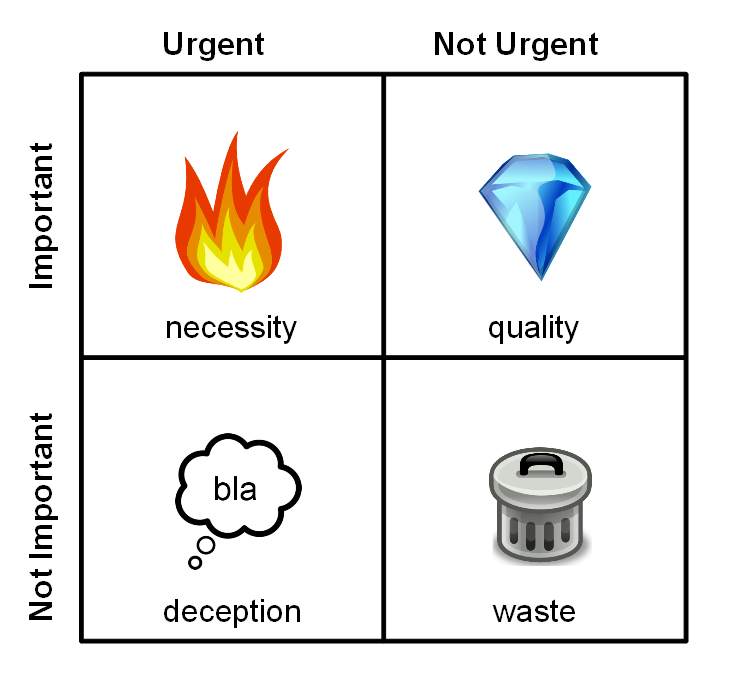 Urgent
Not Urgent
Important
necessity
quality
Not Important
bla
deception
waste